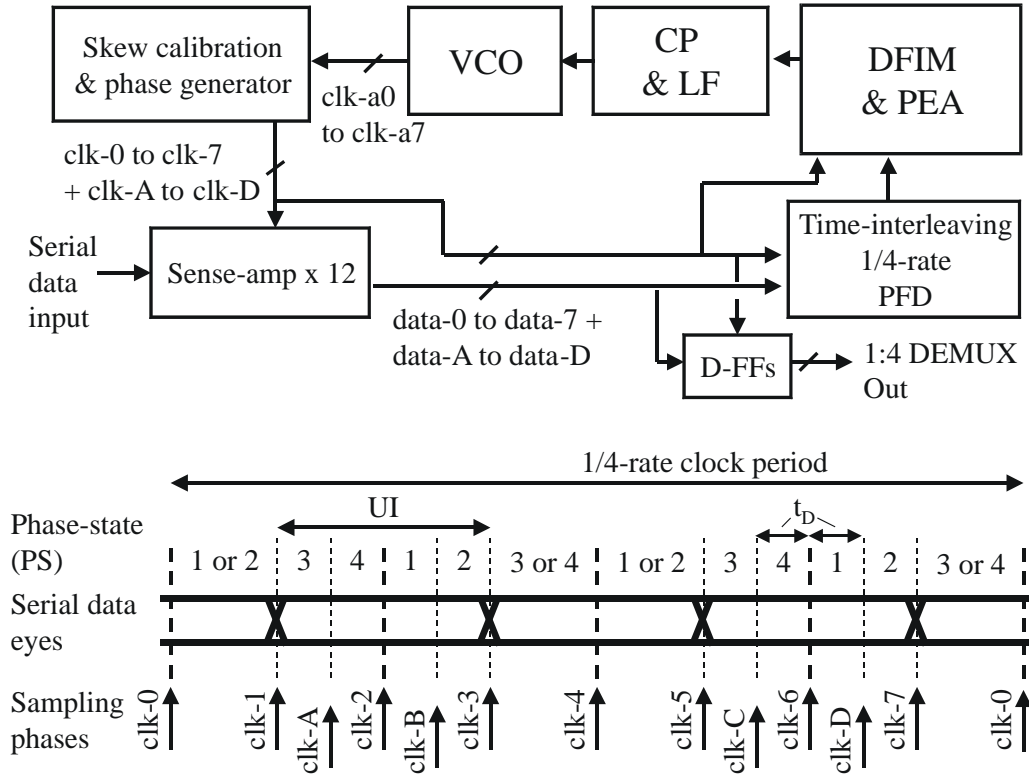 Skew calibration
& phase generator
VCO
CP
& LF
DFIM
& PEA
clk-a0
to clk-a7
clk-0 to clk-7
+ clk-A to clk-D
Serial
data
input
Sense-amp x 12
Time-interleaving
1/4-rate
PFD
data-0 to data-7 +
data-A to data-D
D-FFs
1:4 DEMUX
Out
1/4-rate clock period
UI
tD
Phase-state
(PS)
1 or 2 3 4 1 2 3 or 4 1 or 2 3 4 1 2 3 or 4
Serial data
eyes
Sampling
phases
clk-0 clk-1 clk-A clk-2 clk-B clk-3 clk-4 clk-5 clk-C clk-6 clk-D clk-7 clk-0